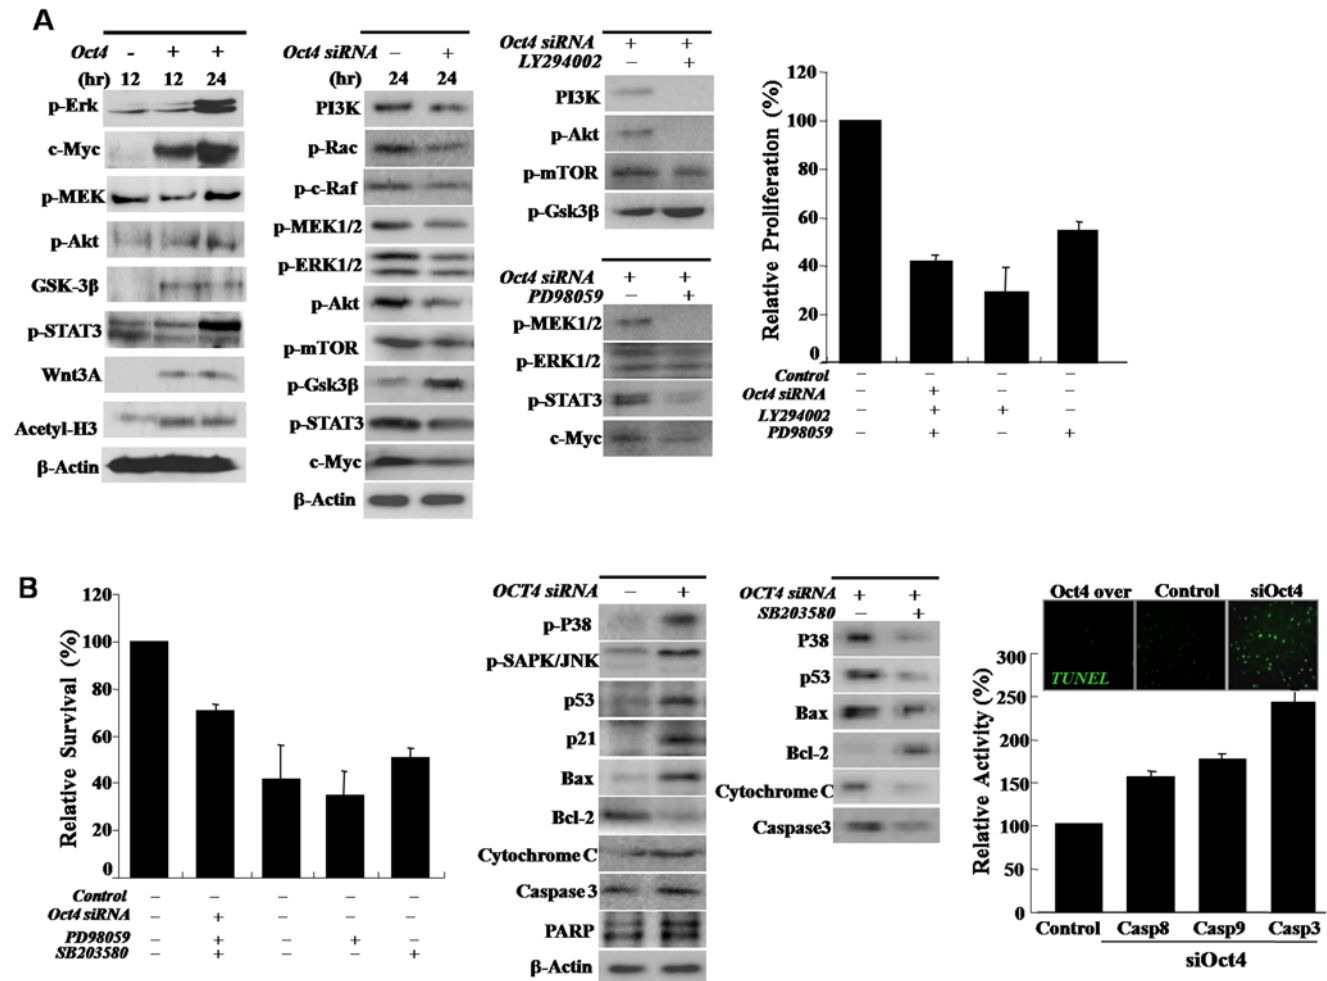 A
Oct4 - + +
(hr) 12 12 24
p-Erk
c-Myc
p-MEK
p-Akt
GSK-3β
p-STAT3
Wnt3A
Acetyl-H3
β-Actin
Oct4 siRNA − +
(hr) 24 24
PI3K
p-Rac
p-c-Raf
p-MEK1/2
p-ERK1/2
p-Akt
p-mTOR
p-Gsk3β
p-STAT3
c-Myc
β-Actin
Oct4 siRNA + +
LY294002 − +
PI3K
p-Akt
p-mTOR
p-Gsk3β
Oct4 siRNA + +
PD98059 − +
p-MEK1/2
p-ERK1/2
p-STAT3
c-Myc
Relative Proliferation (%)
120
100
80
60
40
20
0
Control − − − −
Oct4 siRNA − + − −
LY294002 − + + −
PD98059 − + − +
B
Relative Survival (%)
120
100
80
60
40
20
0
Control − − − − −
Oct4 siRNA − + − − −
PD98059 − + − + −
SB203580 − + − − +
OCT4 siRNA − +
p-P38
p-SAPK/JNK
p53
p21
Bax
Bcl-2
Cytochrome C
Caspase 3
PARP
β-Actin
OCT4 siRNA + +
SB203580 − +
P38
p53
Bax
Bcl-2
Cytochrome C
Caspase3
Oct4 over Control siOct4
TUNEL
Relative Activity (%)
300
250
200
150
100
50
0
Control Casp8 Casp9 Casp3
siOct4